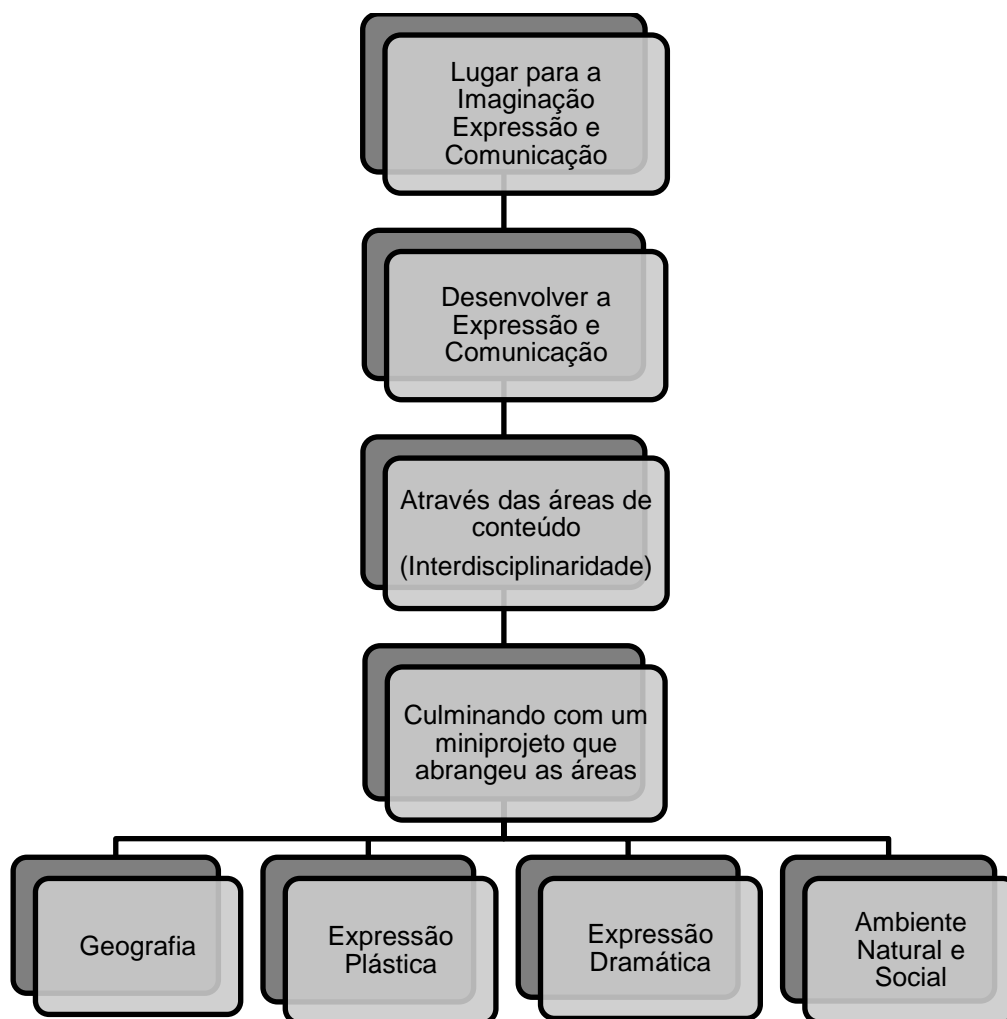 Lugar para a
Imaginação
Expressão e
Comunicação
Desenvolver a
Expressão e
Comunicação
Através das áreas de
conteúdo
(Interdisciplinaridade)
Culminando com um
miniprojeto que
abrangeu as áreas
Geografia
Expressão
Plástica
Expressão
Dramática
Ambiente
Natural e
Social